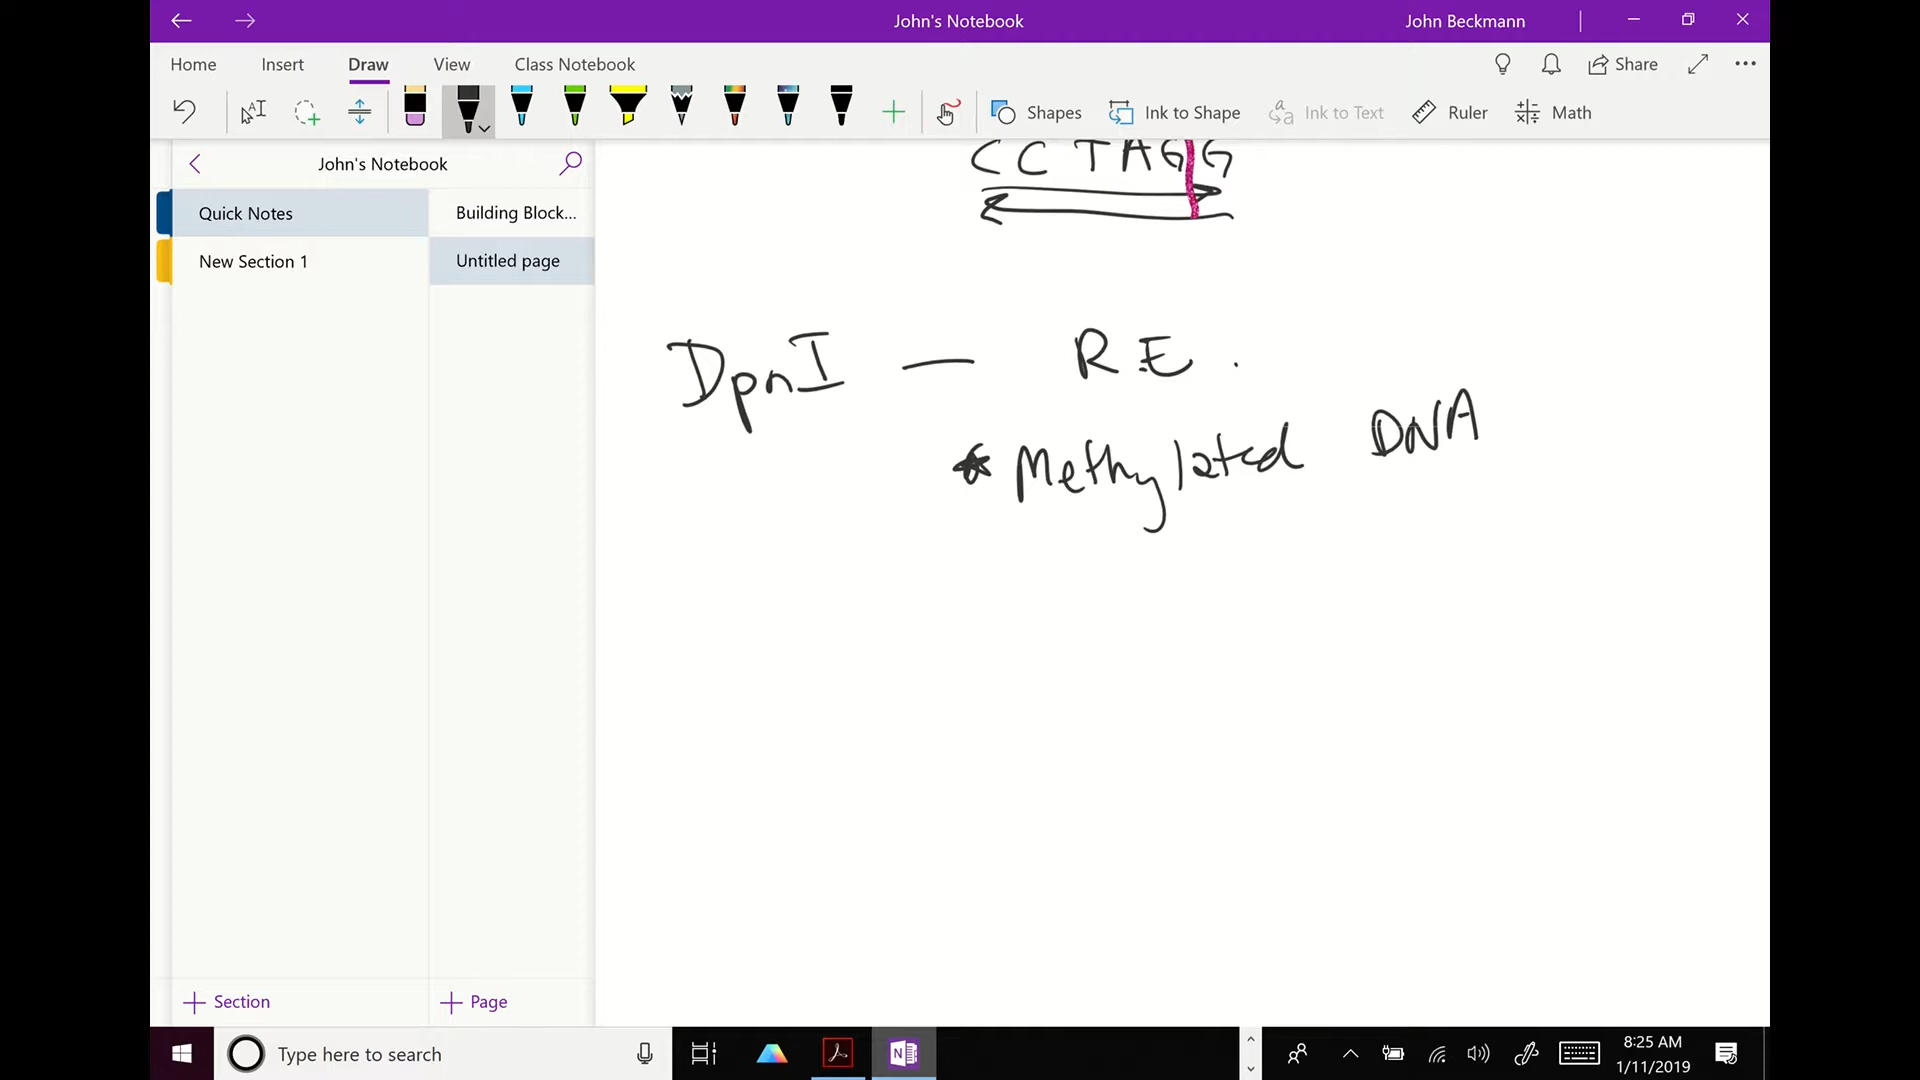 John's Notebook
John Beckmann
Home
Insert
Draw
View
Class Notebook
Share
Shapes
Ink to Shape
Ink to Text
Ruler
Math
John's Notebook
Quick Notes
New Section 1
Building Block...
Untitled page
C C T A G G
DpnI — R.E.
* Methylated DNA
Section
Page
Type here to search
8:25 AM
1/11/2019